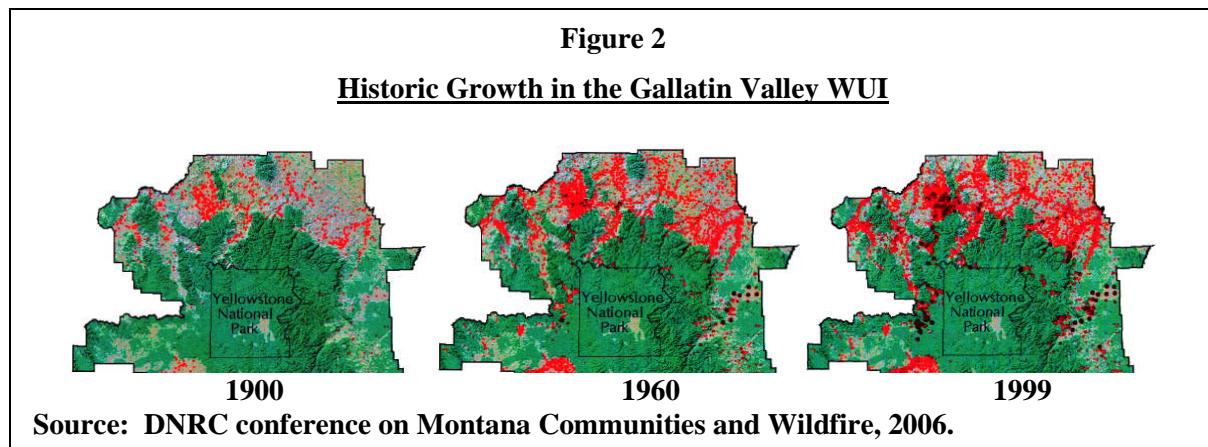 Figure 2
Historic Growth in the Gallatin Valley WUI
Yellowstone
National
Park
Yellowstone
National
Park
Yellowstone
National
Park
1900
1960
1999
Source: DNRC conference on Montana Communities and Wildfire, 2006.